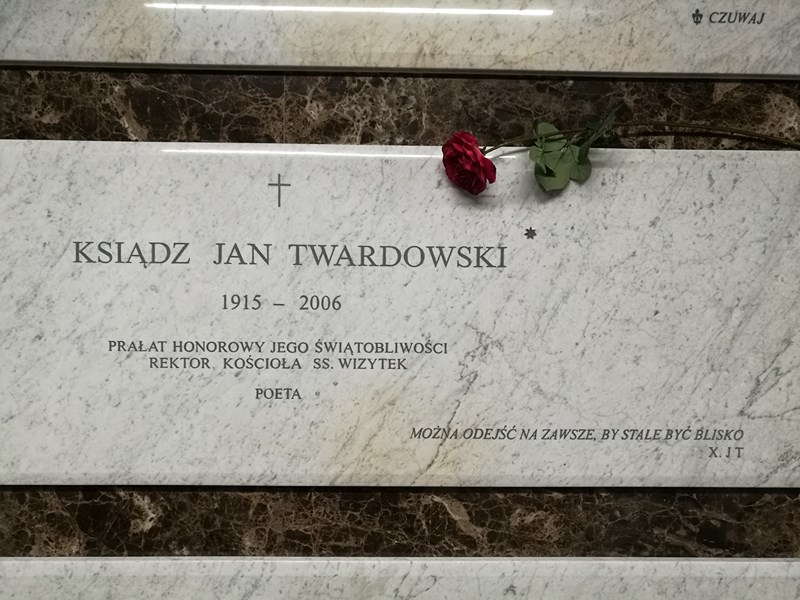 CZUWAJ
KSIĄDZ JAN TWARDOWSKI
1915 – 2006
PRAŁAT HONOROWY JEGO ŚWIĄTOBLIWOŚCI
REKTOR KOŚCIOŁA SS. WIZYTEK
POETA
MOŻNA ODEJŚĆ NA ZAWSZE, BY STALE BYĆ BLISKO
X. J T